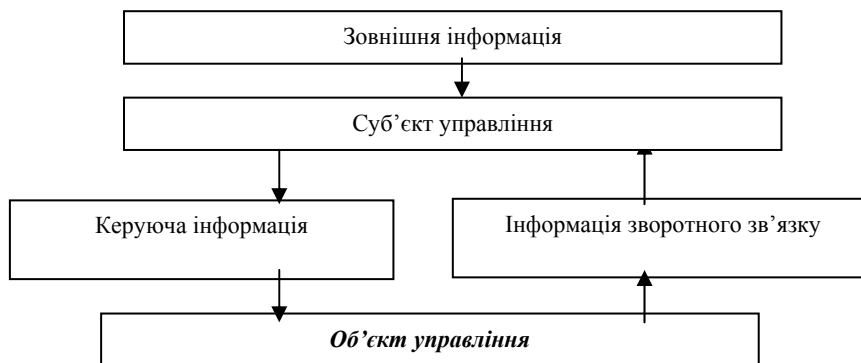 Зовнішня інформація
Суб’єкт управління
Керуюча інформація
Інформація зворотного зв’язку
Об’єкт управління